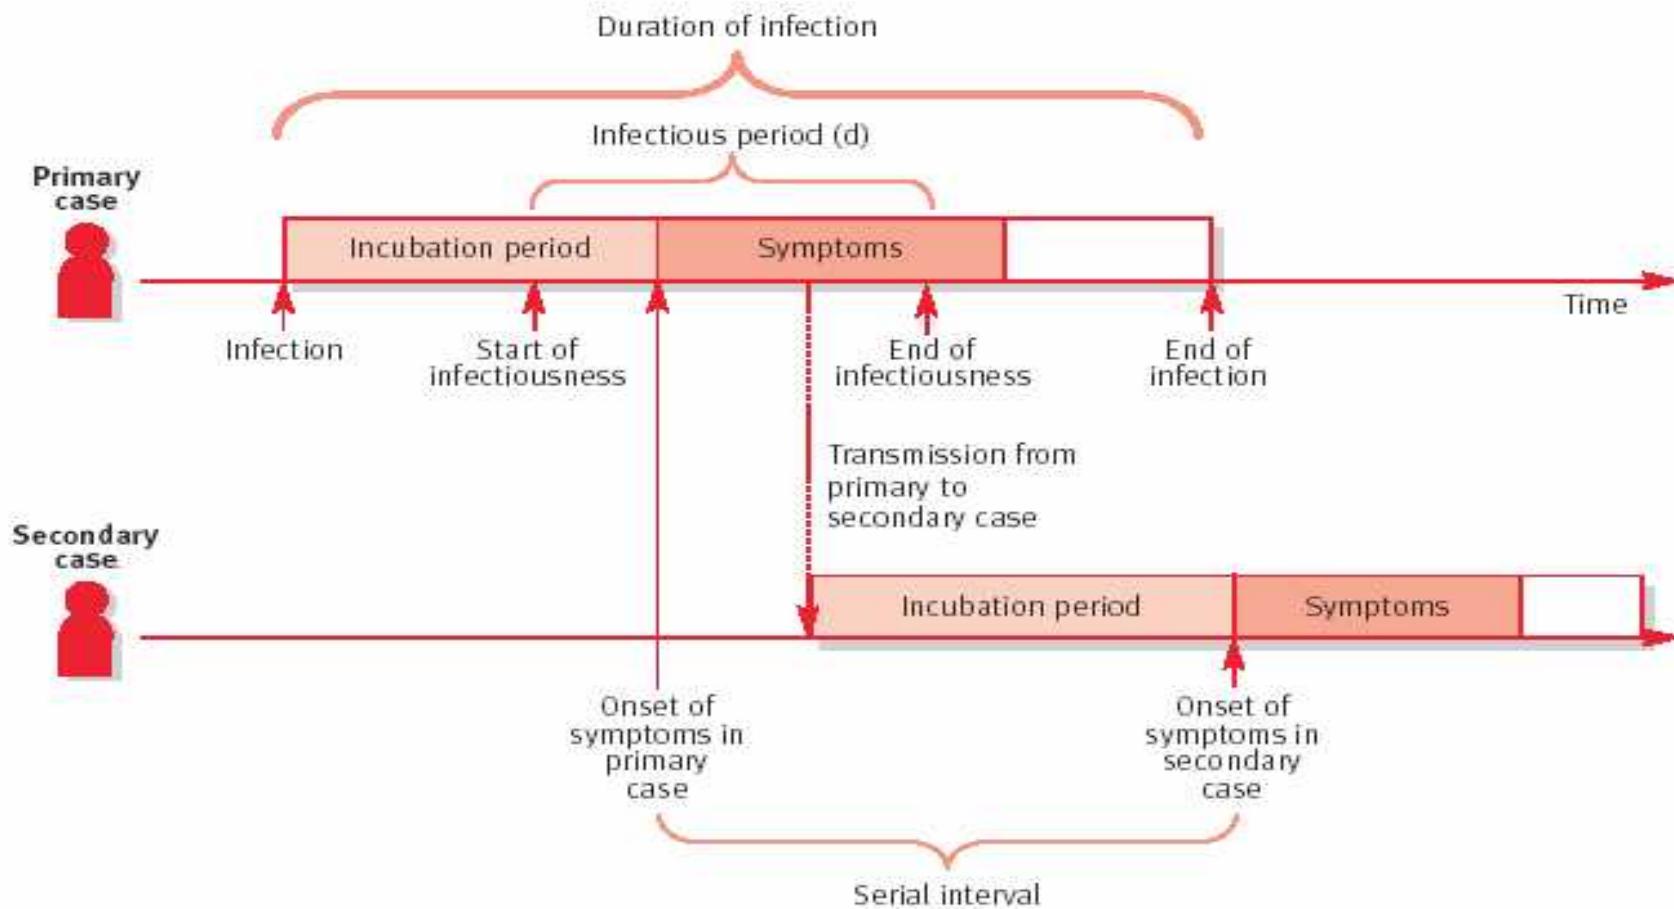 Duration of infection
Infectious period (d)
Primary
case
Incubation period
Symptoms
Time
Infection
Start of
infectiousness
End of
infectiousness
End of
infection
Transmission from
primary to
secondary case
Secondary
case
Incubation period
Symptoms
Onset of
symptoms in
primary
case
Onset of
symptoms in
secondary
case
Serial interval